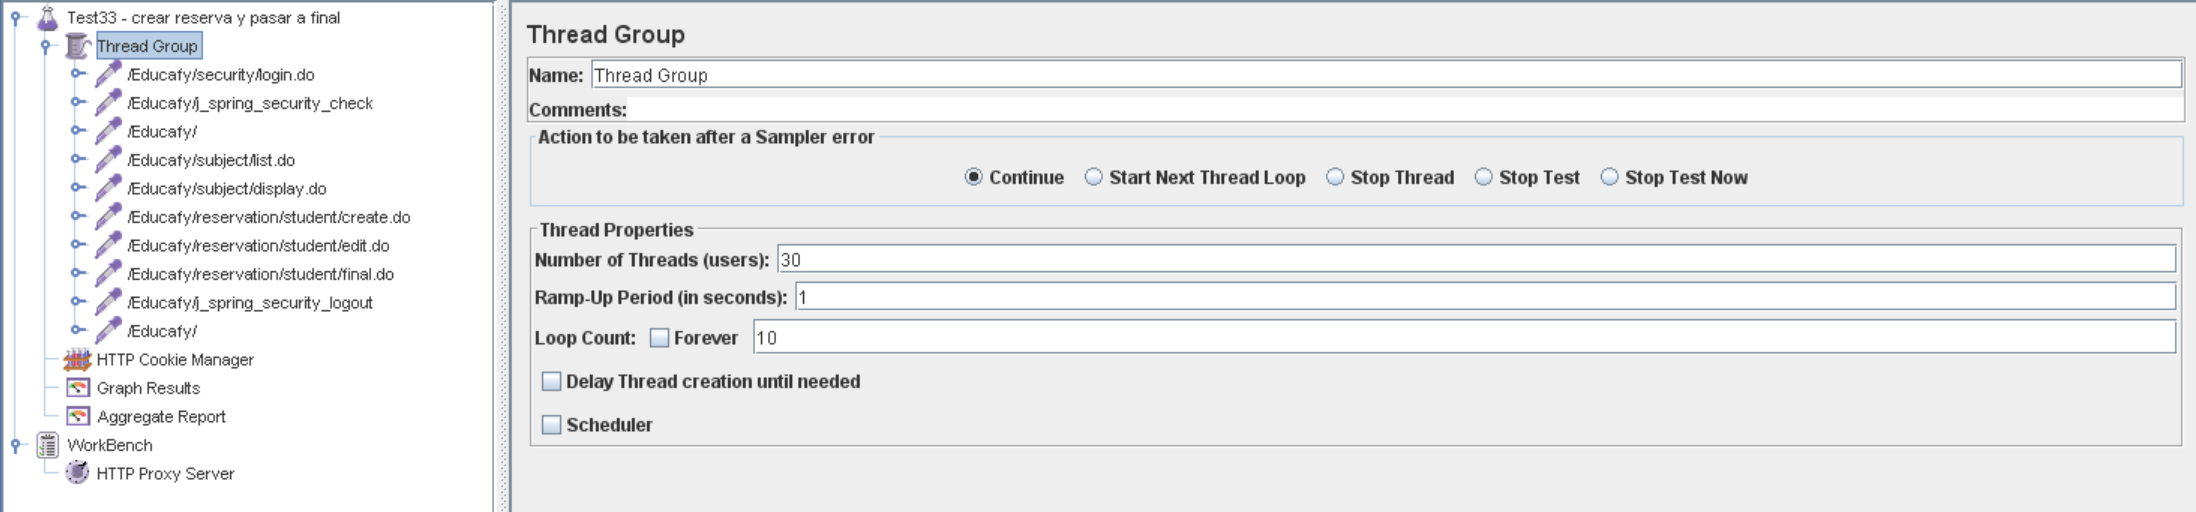 Test33 - crear reserva y pasar a final
Thread Group
/Educafy/security/login.do
/Educafy/j_spring_security_check
/Educafy/
/Educafy/subject/list.do
/Educafy/subject/display.do
/Educafy/reservation/student/create.do
/Educafy/reservation/student/edit.do
/Educafy/reservation/student/final.do
/Educafy/j_spring_security_logout
/Educafy/
HTTP Cookie Manager
Graph Results
Aggregate Report
WorkBench
HTTP Proxy Server
Thread Group
Name: Thread Group
Comments:
Action to be taken after a Sampler error
Continue Start Next Thread Loop Stop Thread Stop Test Stop Test Now
Thread Properties
Number of Threads (users): 30
Ramp-Up Period (in seconds): 1
Loop Count: Forever 10
Delay Thread creation until needed
Scheduler